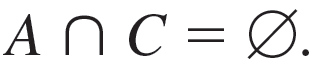 A ∩ C = ∅.